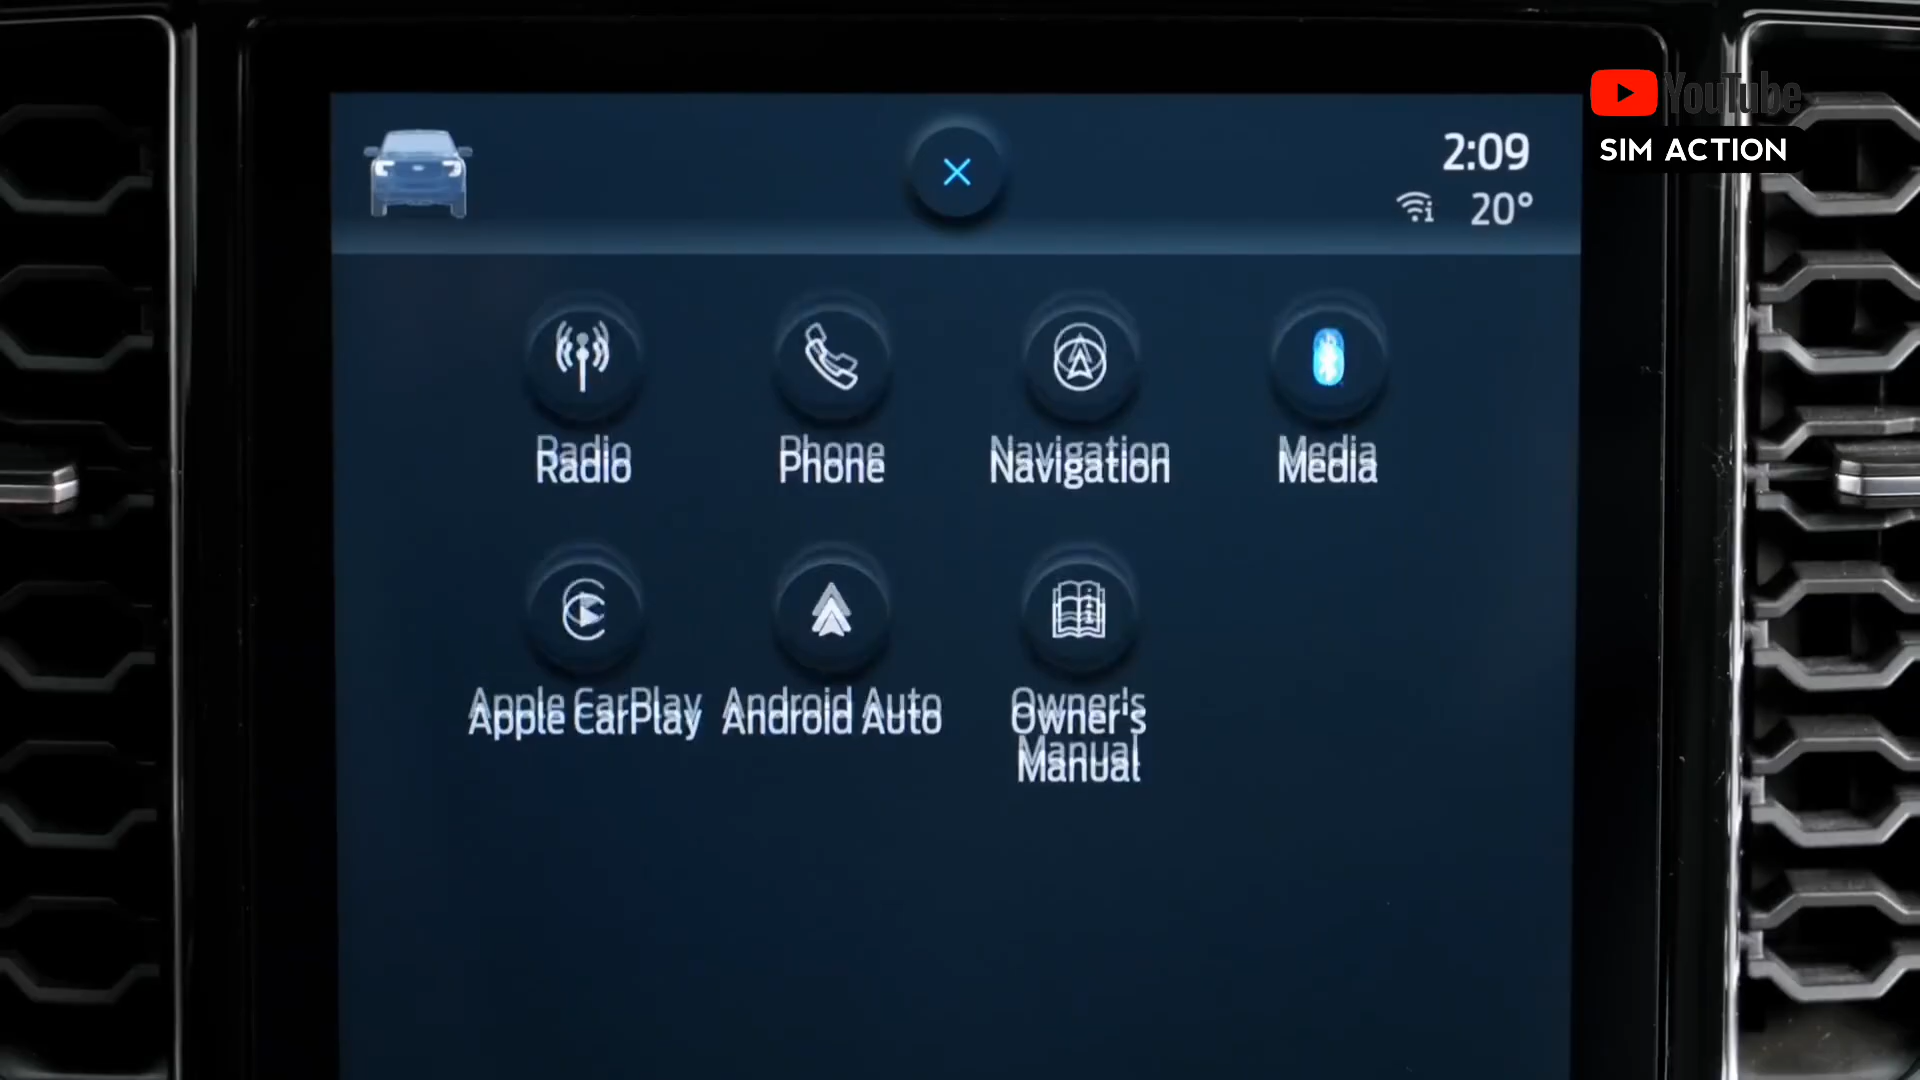 YouTube
SIM ACTION
2:09
20°
Radio
Phone
Navigation
Media
Apple CarPlay
Android Auto
Owner's
Manual